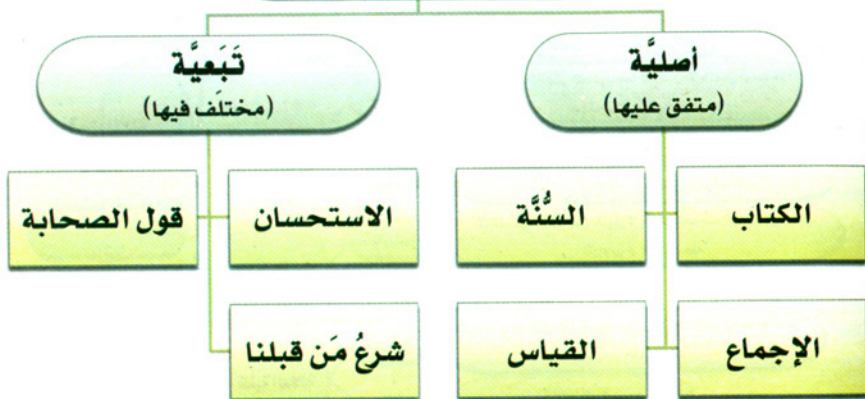 أصليَّة
(متفق عليها)
تَبَعيَّة
(مختلَف فيها)
الكتاب
السُّنَّة
الاستحسان
قول الصحابة
الإجماع
القياس
شرعُ مَن قبلنا